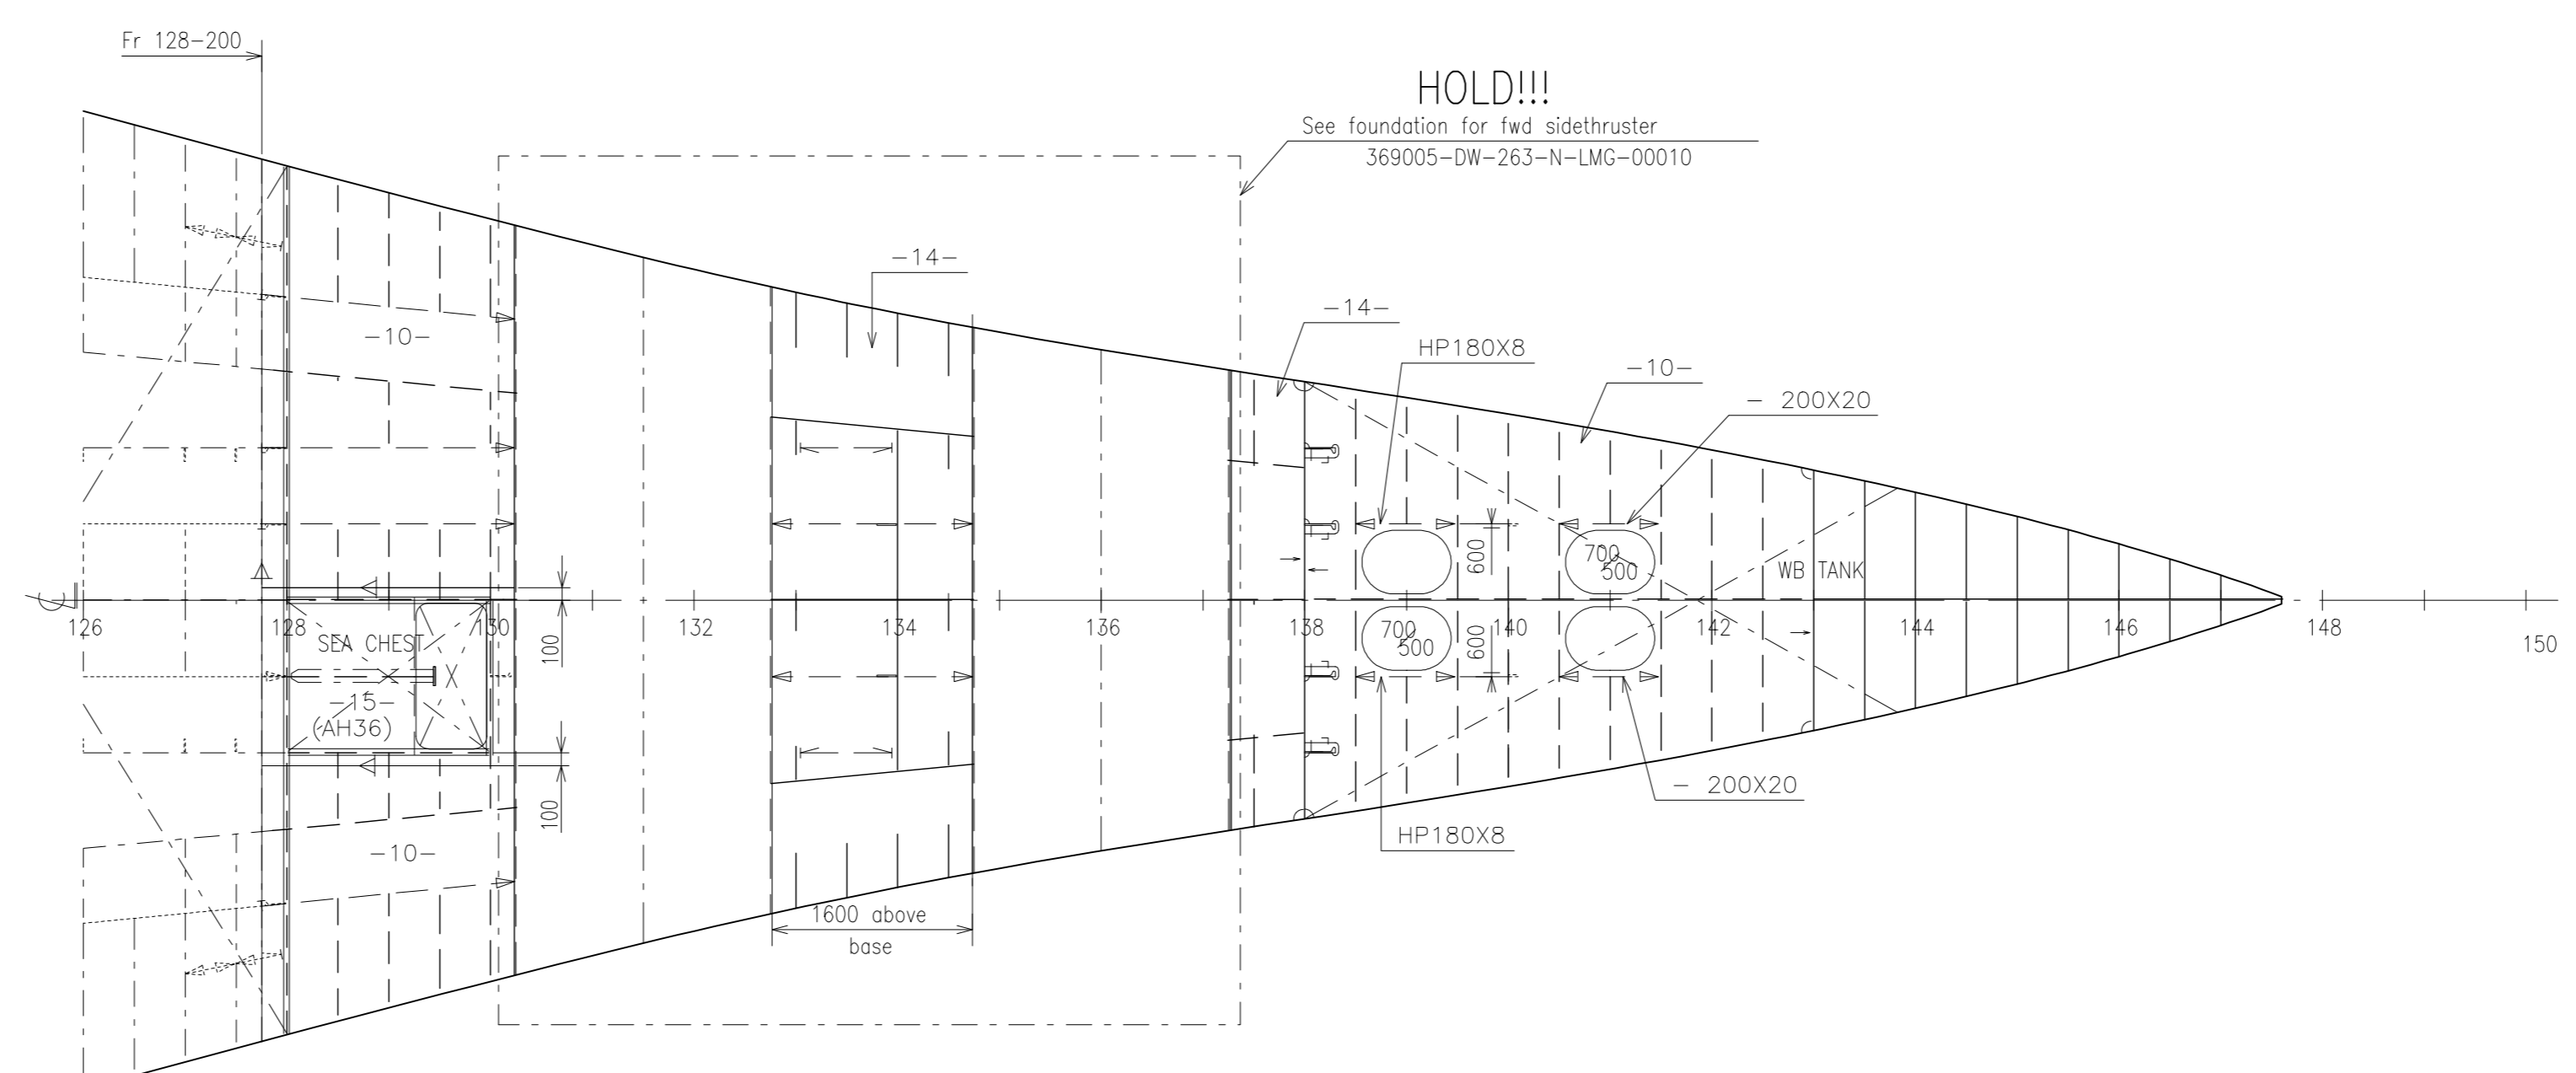 Fr 128-200
HOLD!!!
See foundation for fwd sidethruster
369005-DW-263-N-LMG-00010
-14-
-14-
-10-
HP180X8
-10-
- 200X20
600
700
500
WB TANK
126
128
130
132
134
136
138
140
142
144
146
148
150
SEA CHEST
100
700
500
600
-15-
(AH36)
- 200X20
100
HP180X8
-10-
1600 above
base